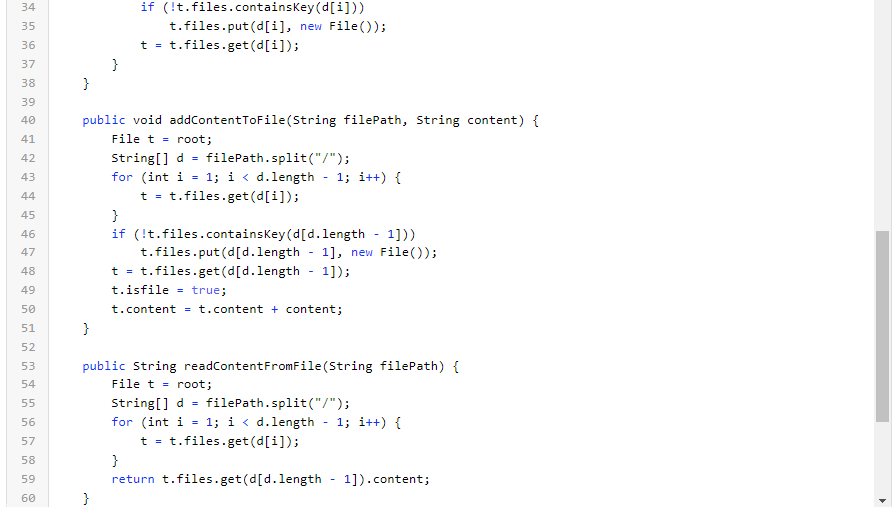 34 if (!t.files.containsKey(d[i]))
35 t.files.put(d[i], new File());
36 t = t.files.get(d[i]);
37 }
38 }
39
40 public void addContentToFile(String filePath, String content) {
41 File t = root;
42 String[] d = filePath.split("/");
43 for (int i = 1; i < d.length - 1; i++) {
44 t = t.files.get(d[i]);
45 }
46 if (!t.files.containsKey(d[d.length - 1]))
47 t.files.put(d[d.length - 1], new File());
48 t = t.files.get(d[d.length - 1]);
49 t.isfile = true;
50 t.content = t.content + content;
51 }
52
53 public String readContentFromFile(String filePath) {
54 File t = root;
55 String[] d = filePath.split("/");
56 for (int i = 1; i < d.length - 1; i++) {
57 t = t.files.get(d[i]);
58 }
59 return t.files.get(d[d.length - 1]).content;
60 }